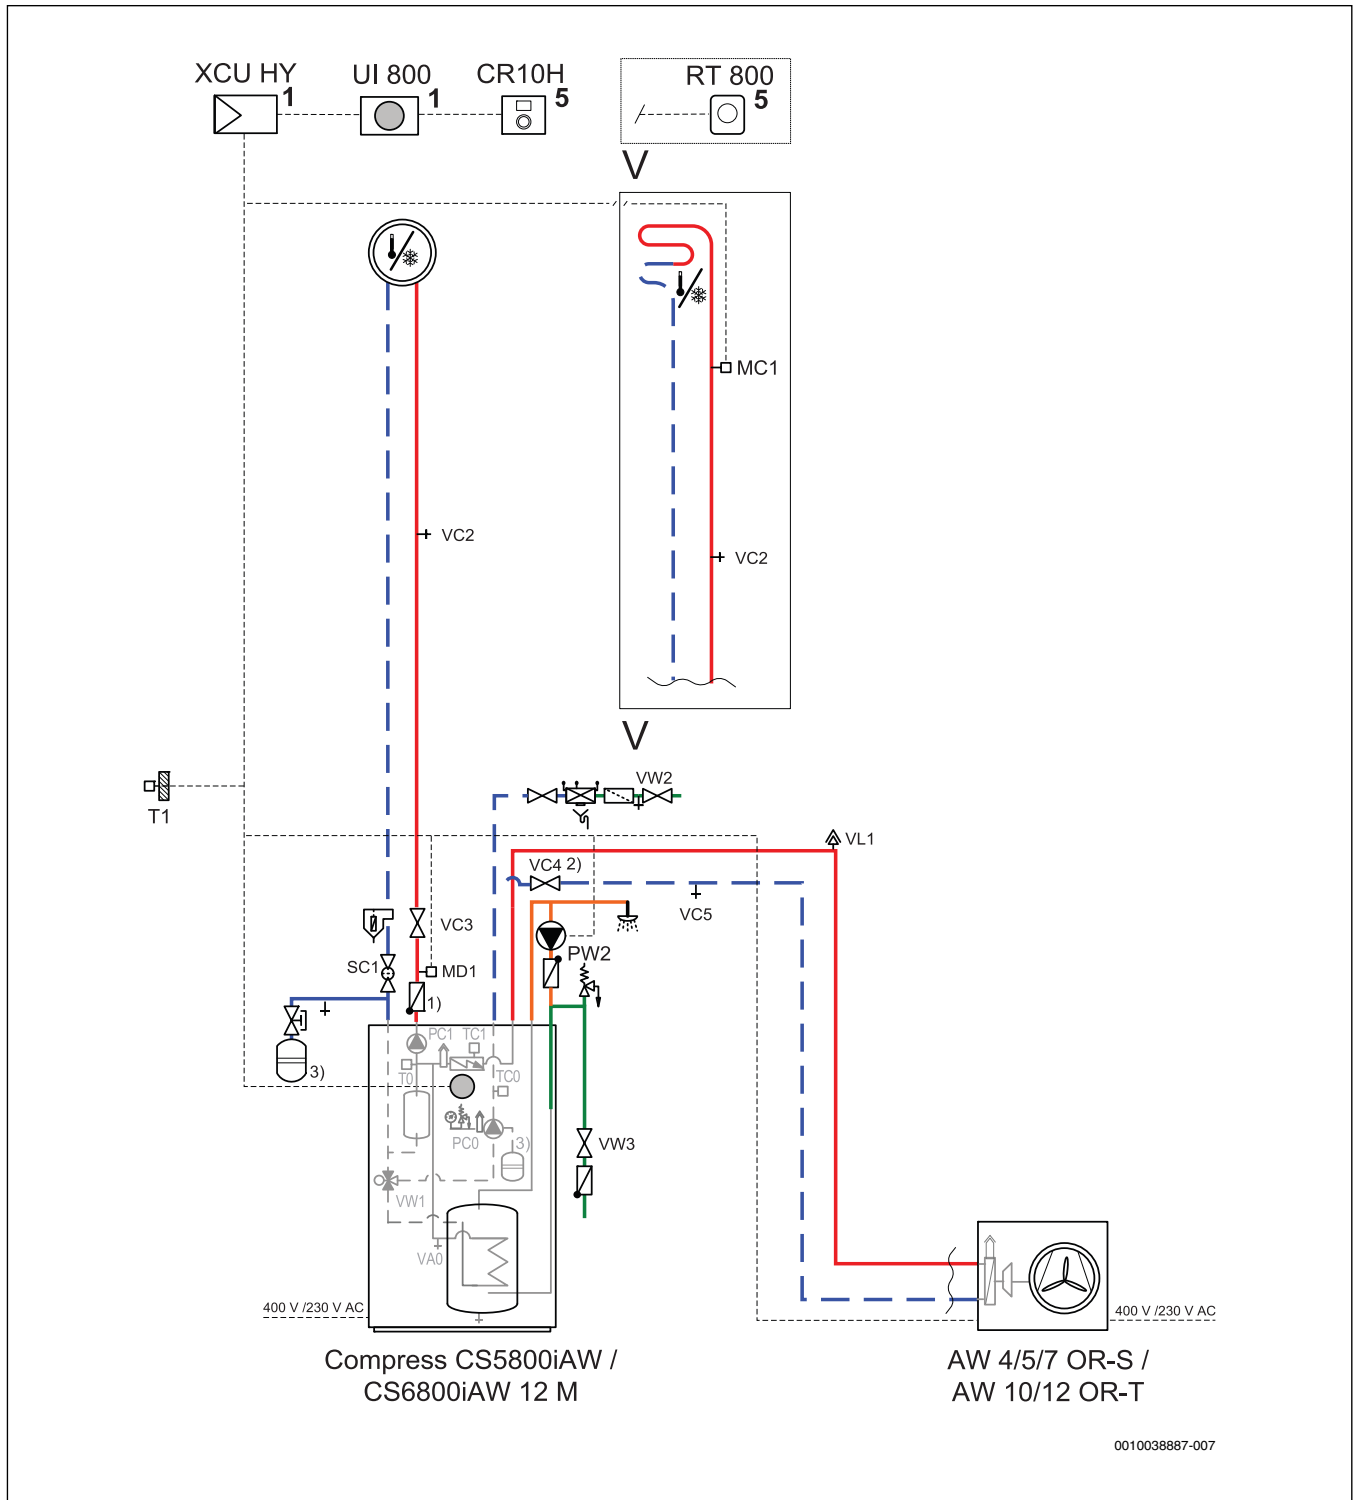 XCU HY
1
UI 800
1
CR10H
5
RT 800
5
V
MC1
VC2
VC2
V
T1
VW2
VL1
VC4 2)
VC5
VC3
PW2
SC1
MD1
1)
3)
PC1
TC1
T0
TC0
PC0
3)
VW3
VW1
VA0
400 V /230 V AC
400 V /230 V AC
Compress CS5800iAW /
CS6800iAW 12 M
AW 4/5/7 OR-S /
AW 10/12 OR-T
0010038887-007